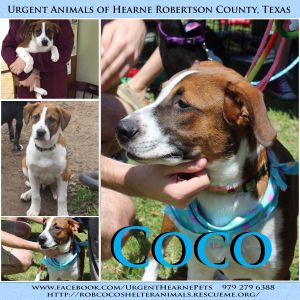 Urgent Animals of Hearne Robertson County, Texas
Coco
www.facebook.com/UrgentHearnePets 979 279 6388
http://robcocoshelteranimals.rescueme.org/